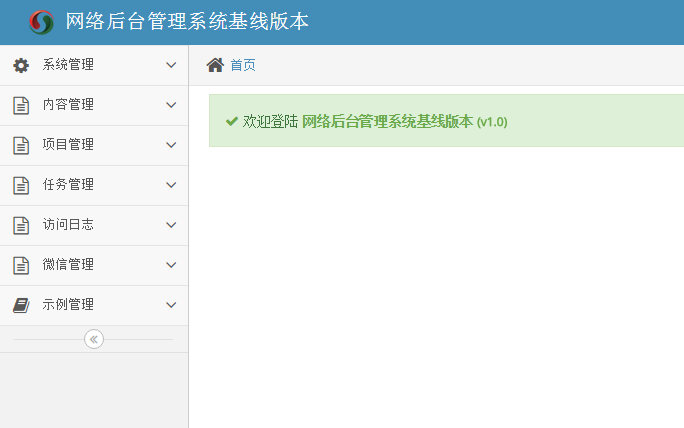 网络后台管理系统基线版本
系统管理
内容管理
项目管理
任务管理
访问日志
微信管理
示例管理
首页
欢迎登陆 网络后台管理系统基线版本 (v1.0)